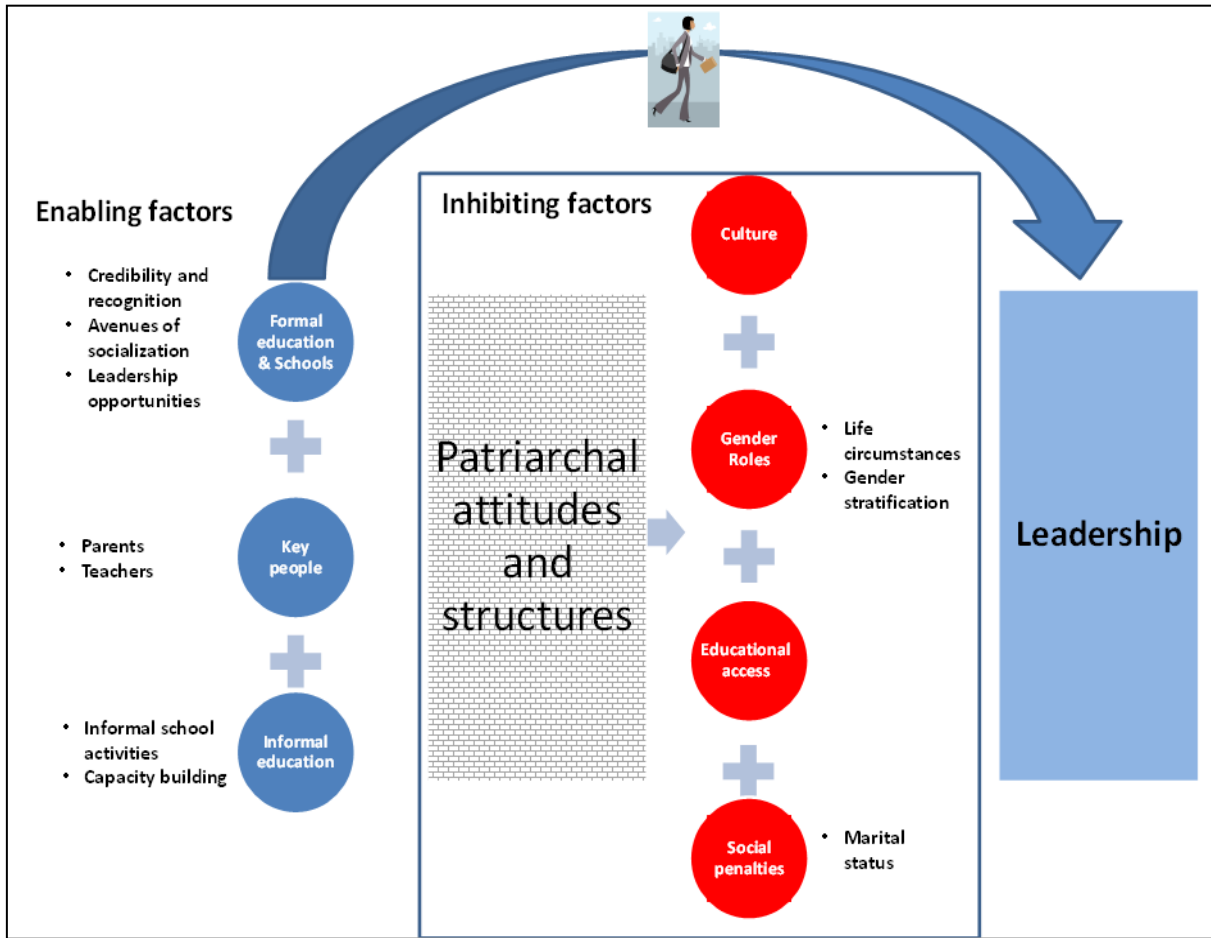 Enabling factors
• Credibility and
recognition
• Avenues of
socialization
• Leadership
opportunities
Formal
education
& Schools
• Parents
• Teachers
Key
people
• Informal school
activities
• Capacity building
Informal
education
Inhibiting factors
Patriarchal
attitudes
and
structures
Culture
Gender
Roles
• Life
circumstances
• Gender
stratification
Educational
access
Social
penalties
• Marital
status
Leadership